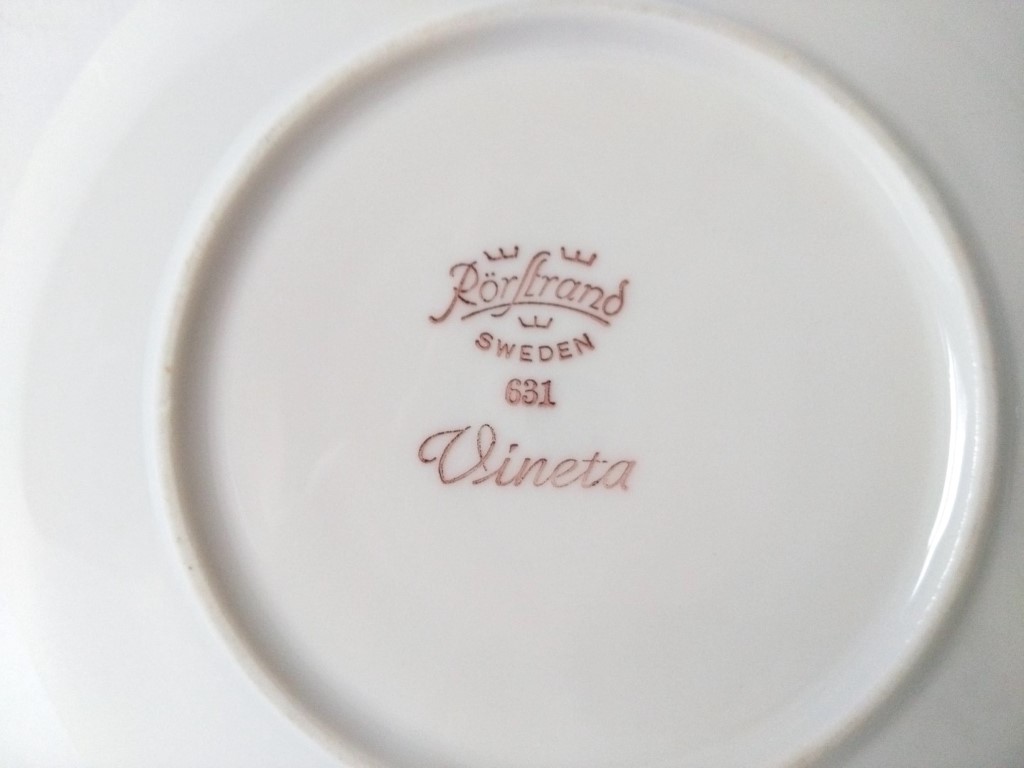 Rörstrand
SWEDEN
631
Vineta